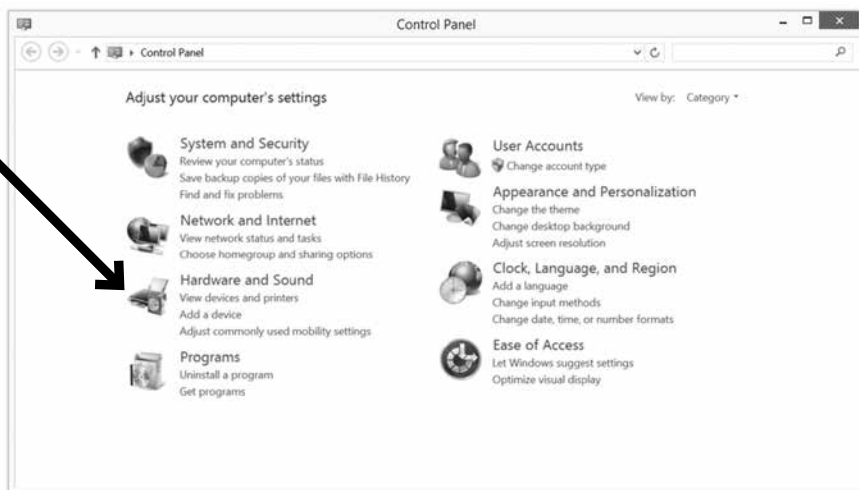 Control Panel
Control Panel
Adjust your computer's settings
View by: Category
System and Security
Review your computer's status
Save backup copies of your files with File History
Find and fix problems
Network and Internet
View network status and tasks
Choose homegroup and sharing options
Hardware and Sound
View devices and printers
Add a device
Adjust commonly used mobility settings
Programs
Uninstall a program
Get programs
User Accounts
Change account type
Appearance and Personalization
Change the theme
Change desktop background
Adjust screen resolution
Clock, Language, and Region
Add a language
Change input methods
Change date, time, or number formats
Ease of Access
Let Windows suggest settings
Optimize visual display